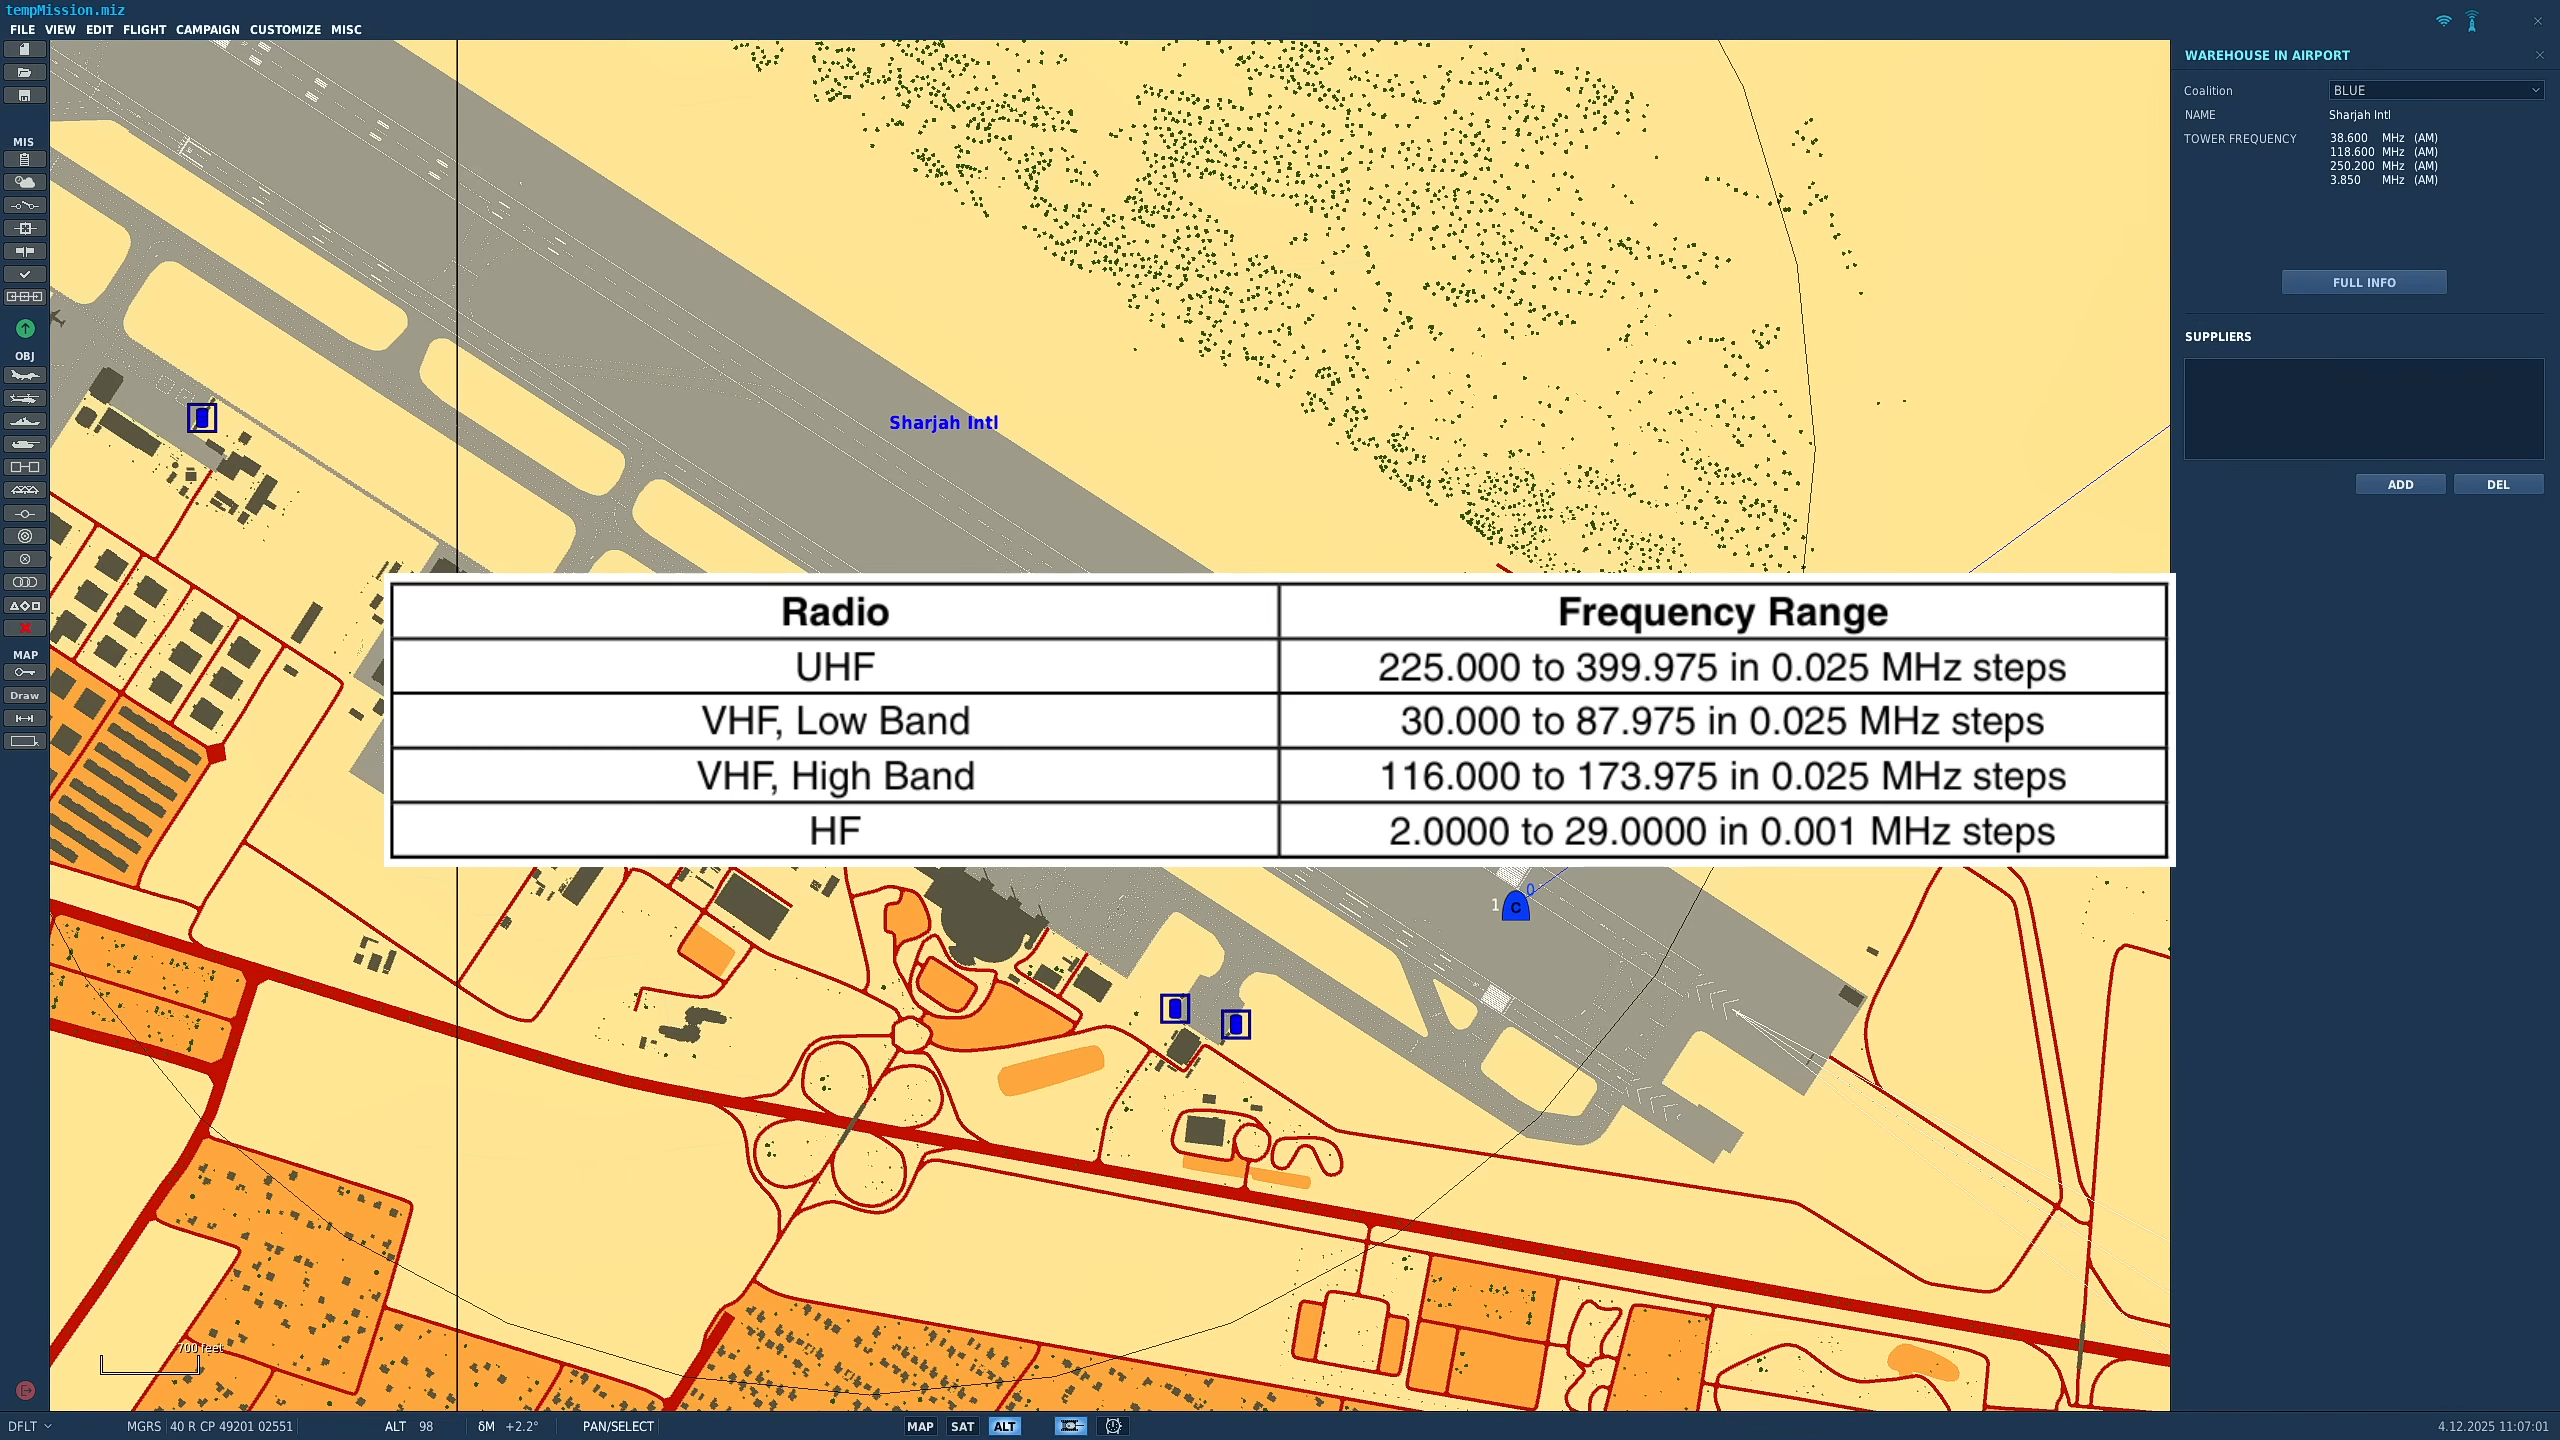 tempMission.miz
FILE VIEW EDIT FLIGHT CAMPAIGN CUSTOMIZE MISC
MIS
OBJ
MAP
Draw
WAREHOUSE IN AIRPORT
Coalition BLUE
NAME Sharjah Intl
TOWER FREQUENCY 38.600 MHz (AM)
118.600 MHz (AM)
250.200 MHz (AM)
3.850 MHz (AM)
FULL INFO
SUPPLIERS
ADD DEL
Sharjah Intl
Radio Frequency Range
UHF 225.000 to 399.975 in 0.025 MHz steps
VHF, Low Band 30.000 to 87.975 in 0.025 MHz steps
VHF, High Band 116.000 to 173.975 in 0.025 MHz steps
HF 2.0000 to 29.0000 in 0.001 MHz steps
0
1 C
700 feet
DFLT MGRS 40 R CP 49201 02551 ALT 98 δM +2.2° PAN/SELECT MAP SAT ALT 4.12.2025 11:07:01